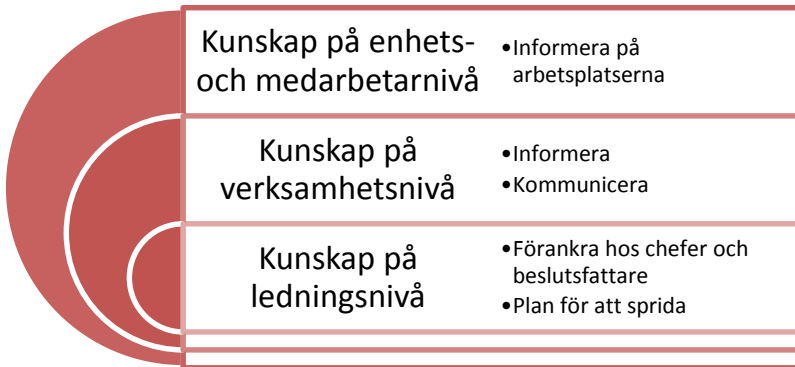 Kunskap på enhets-
och medarbetarnivå
•Informera på
arbetsplatserna
Kunskap på
verksamhetsnivå
•Informera
•Kommunicera
Kunskap på
ledningsnivå
•Förankra hos chefer och
beslutsfattare
•Plan för att sprida